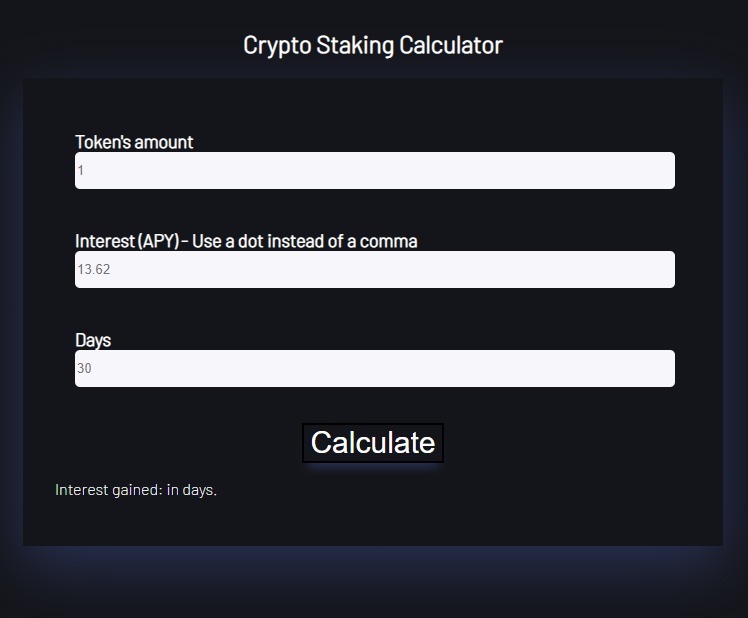 Crypto Staking Calculator
Token's amount
1
Interest (APY) - Use a dot instead of a comma
13.62
Days
30
Calculate
Interest gained: in days.